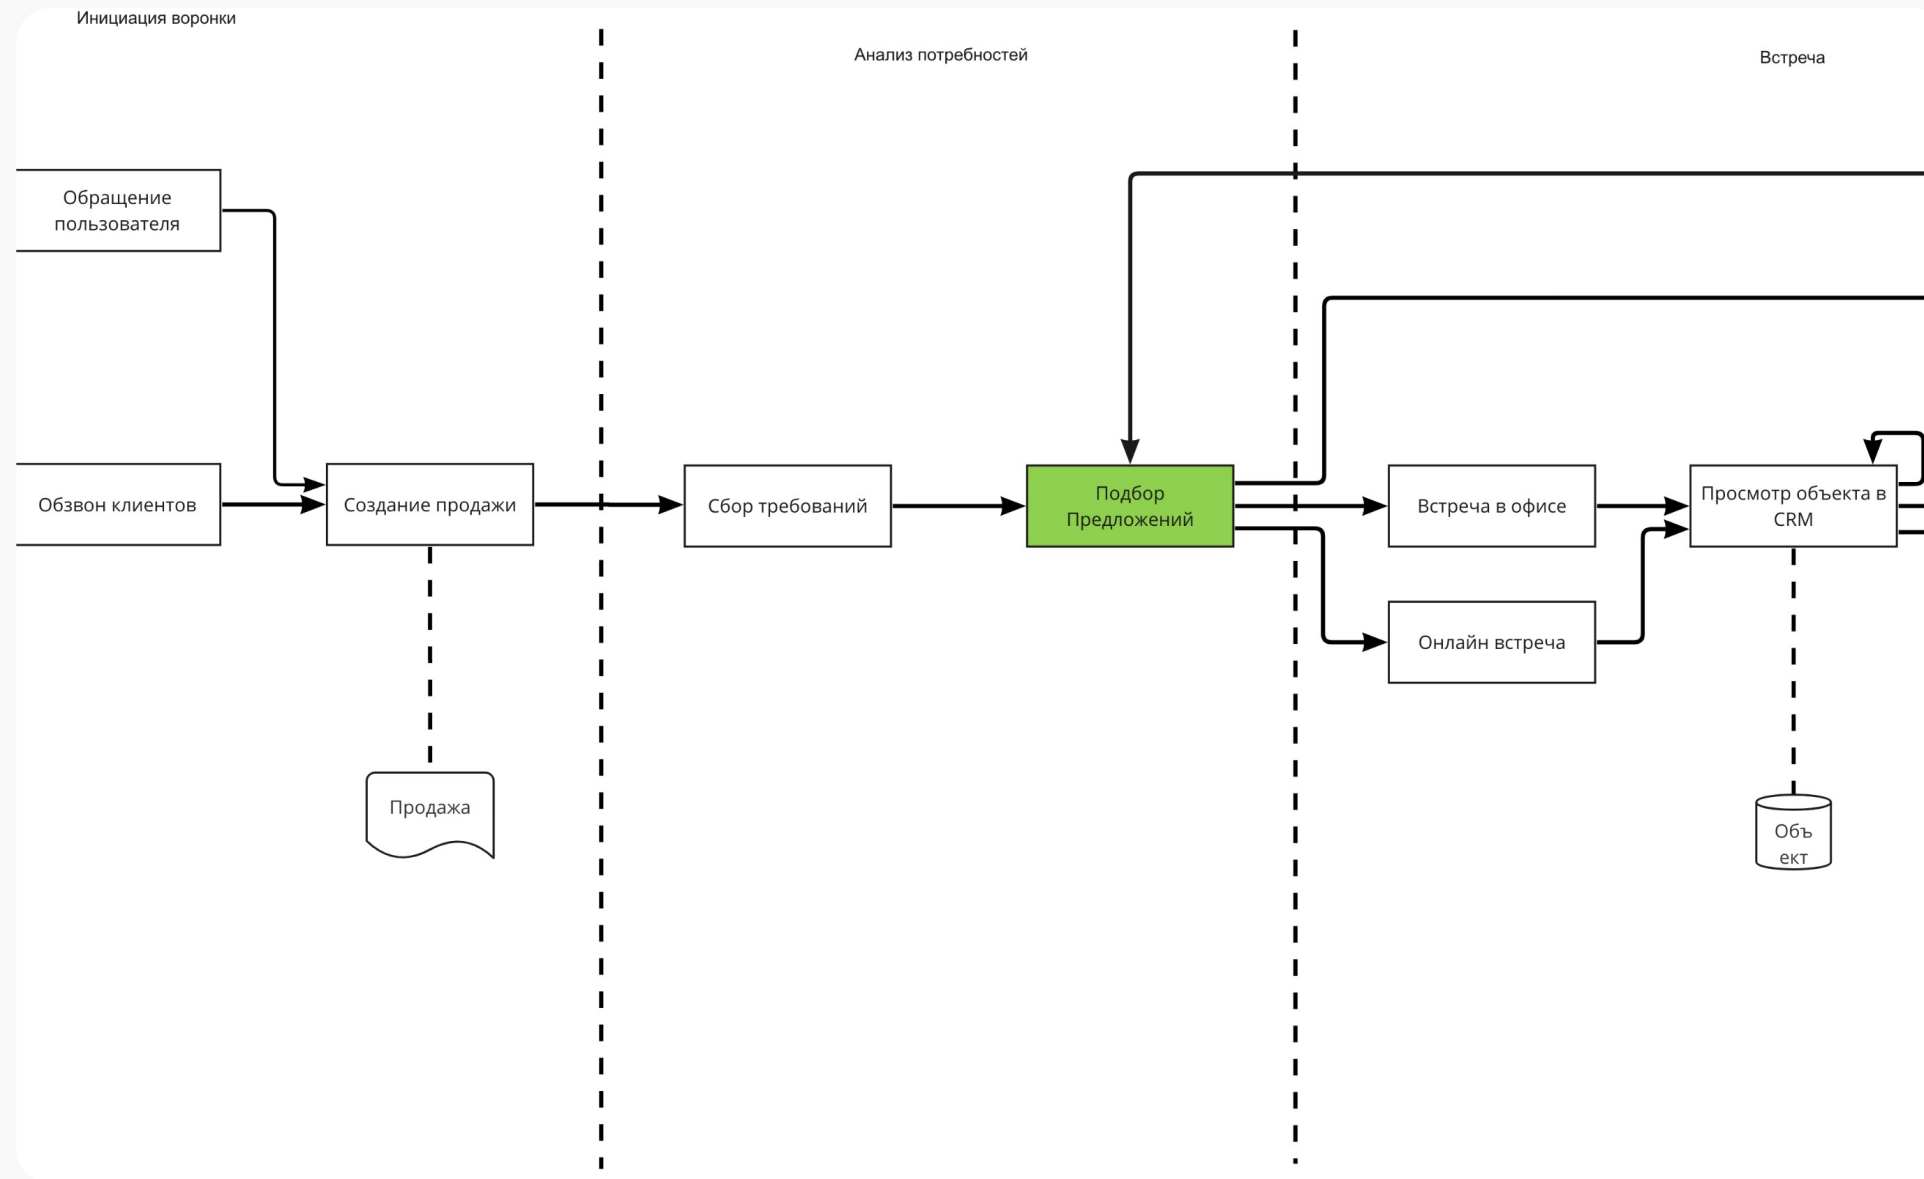 Инициация воронки
Анализ потребностей
Встреча
Обращение
пользователя
Обзвон клиентов
Создание продажи
Сбор требований
Подбор
Предложений
Встреча в офисе
Просмотр объекта в
CRM
Онлайн встреча
Продажа
Объ
ект